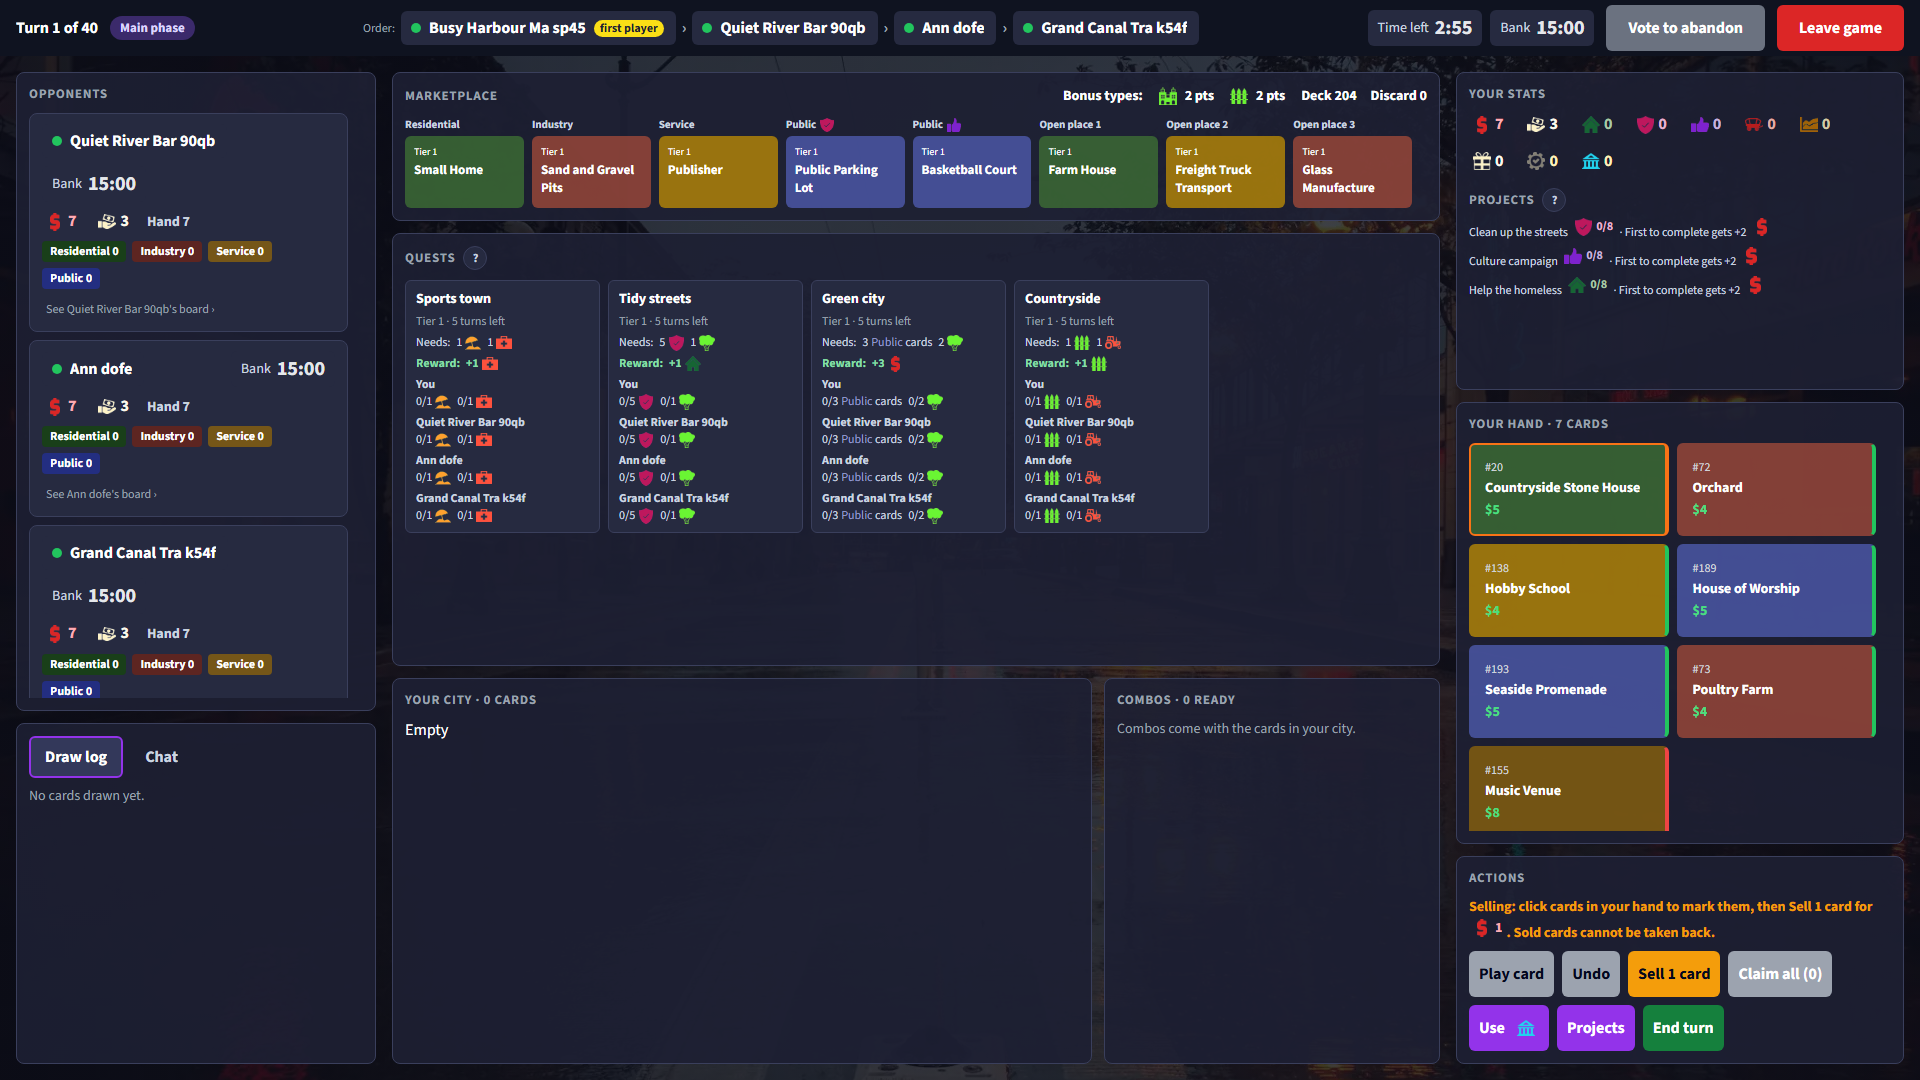 Turn 1 of 40
Main phase
Order:
Busy Harbour Ma sp45 first player
› Quiet River Bar 90qb
› Ann dofe
› Grand Canal Tra k54f
Time left 2:55
Bank 15:00
Vote to abandon
Leave game
OPPONENTS
Quiet River Bar 90qb
Bank 15:00
7 3 Hand 7
Residential 0 Industry 0 Service 0
Public 0
See Quiet River Bar 90qb's board ›
Ann dofe Bank 15:00
7 3 Hand 7
Residential 0 Industry 0 Service 0
Public 0
See Ann dofe's board ›
Grand Canal Tra k54f
Bank 15:00
7 3 Hand 7
Residential 0 Industry 0 Service 0
Public 0
Draw log Chat
No cards drawn yet.
MARKETPLACE
Bonus types: 2 pts 2 pts Deck 204 Discard 0
Residential
Tier 1
Small Home
Industry
Tier 1
Sand and Gravel
Pits
Service
Tier 1
Publisher
Public
Tier 1
Public Parking
Lot
Public
Tier 1
Basketball Court
Open place 1
Tier 1
Farm House
Open place 2
Tier 1
Freight Truck
Transport
Open place 3
Tier 1
Glass
Manufacture
QUESTS ?
Sports town
Tier 1 · 5 turns left
Needs: 1 1
Reward: +1
You
0/1 0/1
Quiet River Bar 90qb
0/1 0/1
Ann dofe
0/1 0/1
Grand Canal Tra k54f
0/1 0/1
Tidy streets
Tier 1 · 5 turns left
Needs: 5 1
Reward: +1
You
0/5 0/1
Quiet River Bar 90qb
0/5 0/1
Ann dofe
0/5 0/1
Grand Canal Tra k54f
0/5 0/1
Green city
Tier 1 · 5 turns left
Needs: 3 Public cards 2
Reward: +3
You
0/3 Public cards 0/2
Quiet River Bar 90qb
0/3 Public cards 0/2
Ann dofe
0/3 Public cards 0/2
Grand Canal Tra k54f
0/3 Public cards 0/2
Countryside
Tier 1 · 5 turns left
Needs: 1 1
Reward: +1
You
0/1 0/1
Quiet River Bar 90qb
0/1 0/1
Ann dofe
0/1 0/1
Grand Canal Tra k54f
0/1 0/1
YOUR CITY · 0 CARDS
Empty
COMBOS · 0 READY
Combos come with the cards in your city.
YOUR STATS
7 3 0 0 0 0 0
0 0 0
PROJECTS ?
Clean up the streets 0/8 · First to complete gets +2
Culture campaign 0/8 · First to complete gets +2
Help the homeless 0/8 · First to complete gets +2
YOUR HAND · 7 CARDS
#20
Countryside Stone House
$5
#72
Orchard
$4
#138
Hobby School
$4
#189
House of Worship
$5
#193
Seaside Promenade
$5
#73
Poultry Farm
$4
#155
Music Venue
$8
ACTIONS
Selling: click cards in your hand to mark them, then Sell 1 card for
1 . Sold cards cannot be taken back.
Play card Undo Sell 1 card Claim all (0)
Use Projects End turn